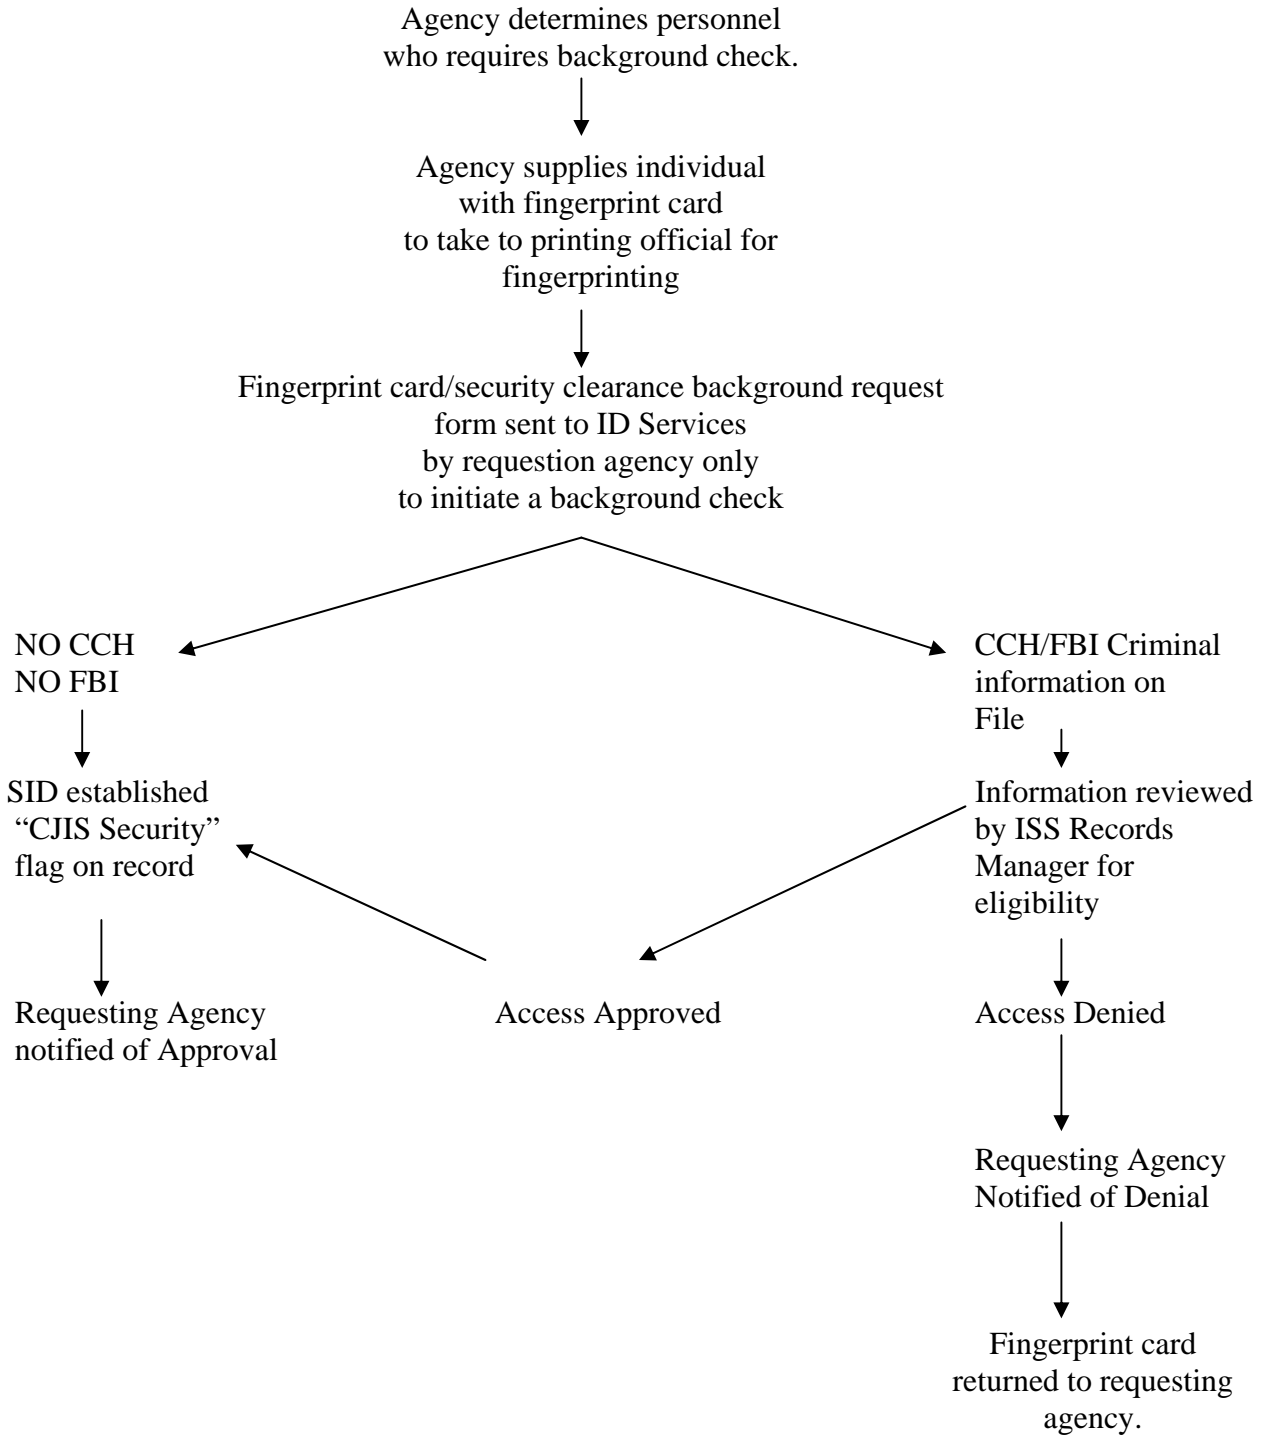 Agency determines personnel
who requires background check.
Agency supplies individual
with fingerprint card
to take to printing official for
fingerprinting
Fingerprint card/security clearance background request
form sent to ID Services
by requestion agency only
to initiate a background check
NO CCH
NO FBI
CCH/FBI Criminal
information on
File
SID established
“CJIS Security”
flag on record
Information reviewed
by ISS Records
Manager for
eligibility
Requesting Agency
notified of Approval
Access Approved
Access Denied
Requesting Agency
Notified of Denial
Fingerprint card
returned to requesting
agency.